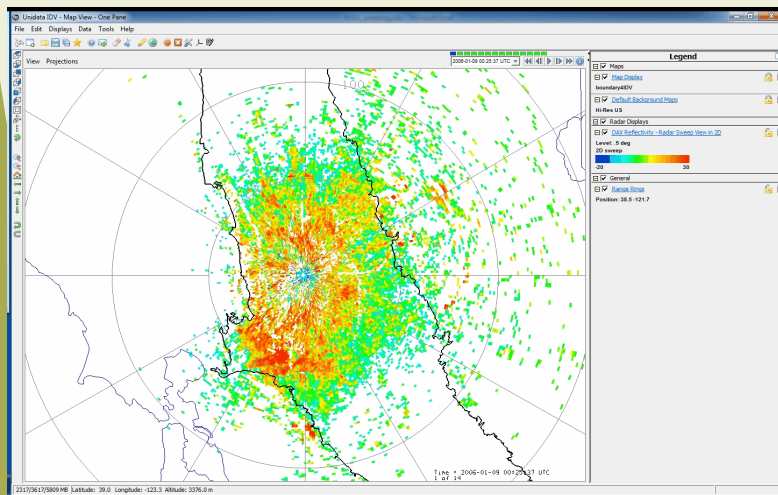 Unidata IDV - Map View - One Pane
File Edit Displays Data Tools Help
View Projections
2006-01-09 00:25:37 UTC
100
Time = 2006-01-09 00:25:37 UTC
1 of 14
Legend
Maps
Map Display
boundary4IDV
Default Background Maps
Hi-Res US
Radar Displays
DAX Reflectivity - Radar Sweep View in 2D
Level: .5 deg
2D sweep
-20 30
General
Range Rings
Position: 38.5 -121.7
2317/3617/5809 MB Latitude: 39.0 Longitude: -123.3 Altitude: 3376.0 m